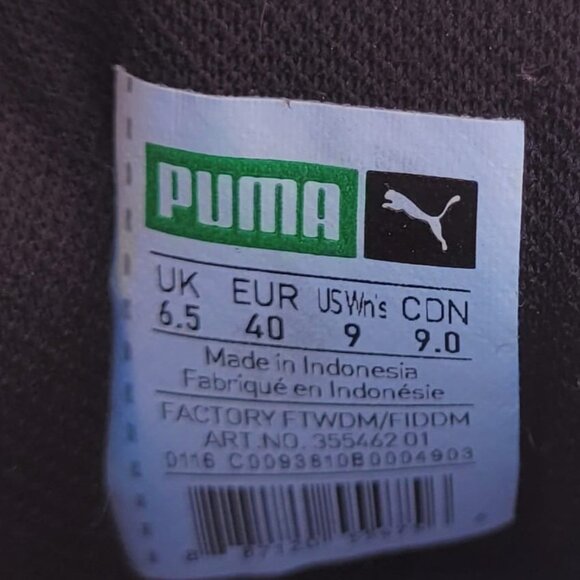 PUMA
UK EUR US Wn's CDN
6.5 40 9 9.0
Made in Indonesia
Fabriqué en Indonésie
FACTORY FTWDM/FIDDM
ART.NO. 355462 01
0116 C0093810B0004903